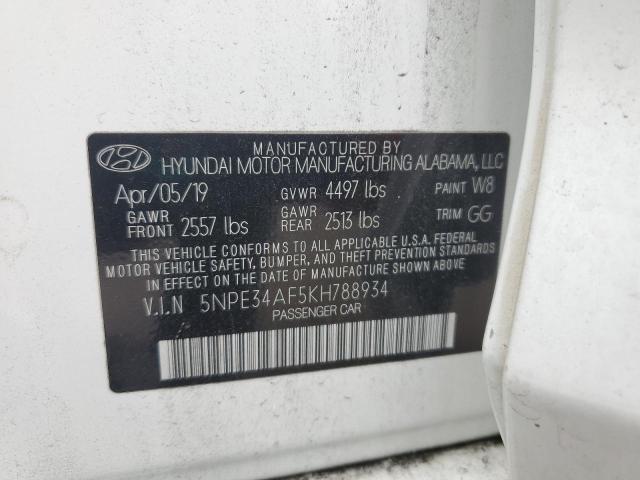 MANUFACTURED BY
HYUNDAI MOTOR MANUFACTURING ALABAMA, LLC
Apr/05/19 GVWR 4497 lbs PAINT W8
GAWR FRONT 2557 lbs GAWR REAR 2513 lbs TRIM GG
THIS VEHICLE CONFORMS TO ALL APPLICABLE U.S.A. FEDERAL
MOTOR VEHICLE SAFETY, BUMPER, AND THEFT PREVENTION STANDARDS
IN EFFECT ON THE DATE OF MANUFACTURE SHOWN ABOVE.
V.I.N 5NPE34AF5KH788934
PASSENGER CAR